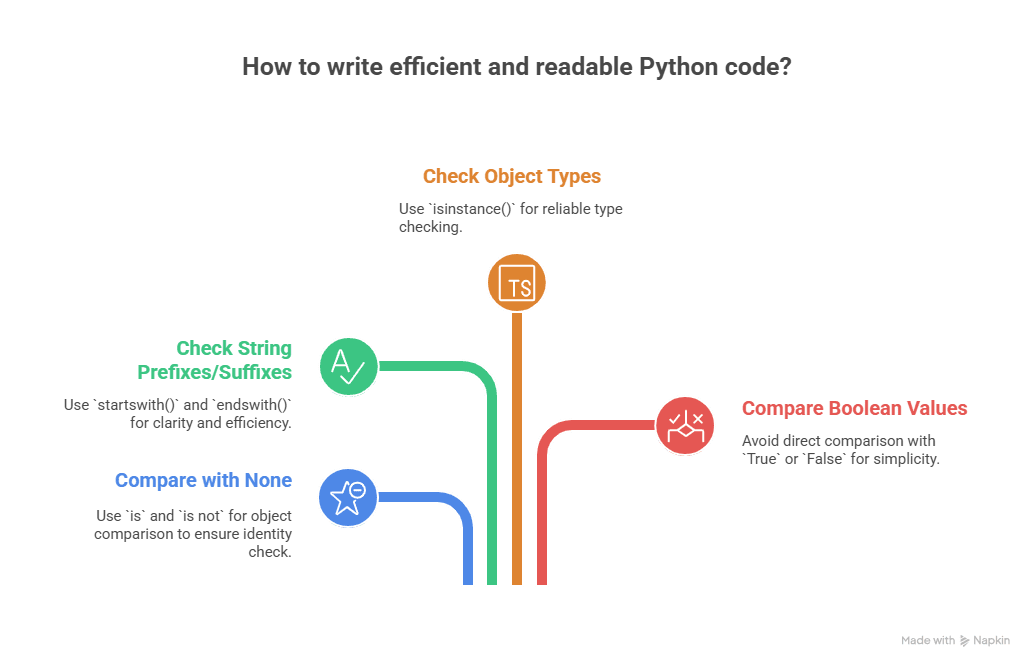 How to write efficient and readable Python code?
Check Object Types
Use `isinstance()` for reliable type
checking.
TS
Check String
Prefixes/Suffixes
Use `startswith()` and `endswith()`
for clarity and efficiency.
A
Compare Boolean Values
Avoid direct comparison with
`True` or `False` for simplicity.
Compare with None
Use `is` and `is not` for object
comparison to ensure identity
check.
Made with Napkin